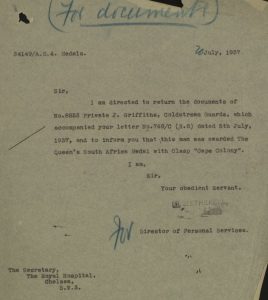 (For documents)
54149/A.G.4. Medals.
July, 1937.
Sir,
I am directed to return the documents of
Private J. Griffiths, Coldstream Guards, which
accompanied your letter No.749/C (R.6) dated 5th July,
1937, and to inform you that this man was awarded The
Queen's South Africa Medal with Clasp "Cape Colony".
I am,
Sir,
Your obedient Servant.
for
Director of Personal Services.
The Secretary,
The Royal Hospital,
Chelsea,
S.W.3.